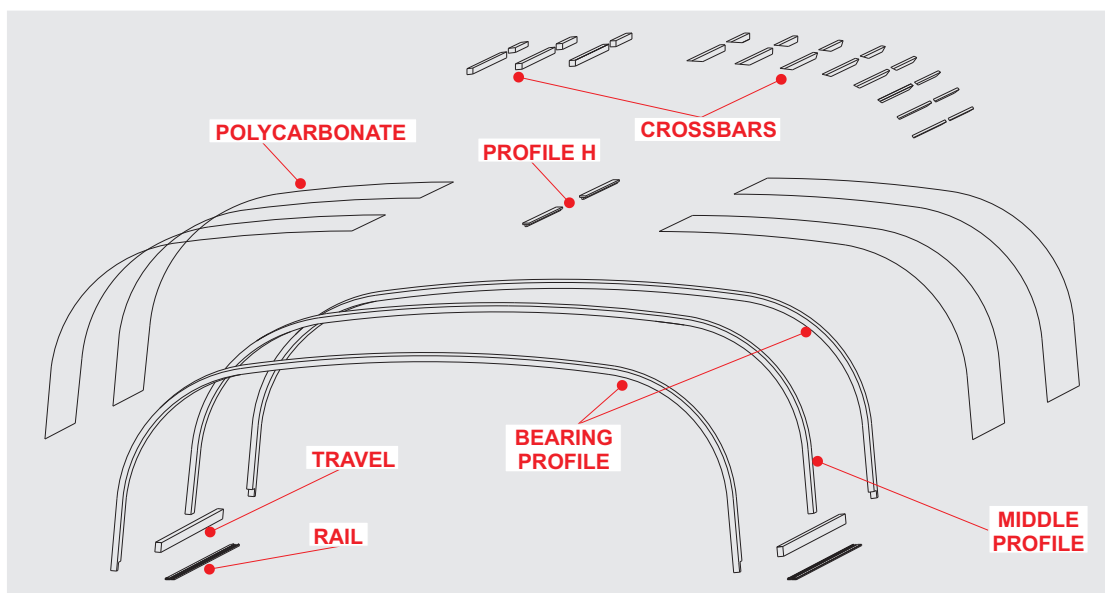 CROSSBARS
POLYCARBONATE
PROFILE H
BEARING
PROFILE
TRAVEL
RAIL
MIDDLE
PROFILE